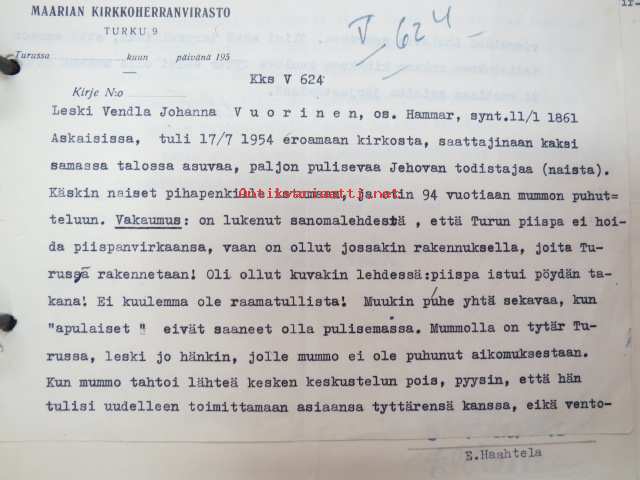 MAARIAN KIRKKOHERRANVIRASTO
TURKU 9
V 624
Turussa kuun päivänä 195
Kks V 624
Kirje N:o
Leski Vendla Johanna V u o r i n e n, os. Hammar, synt.11/1 1861
Askaisissa, tuli 17/7 1954 eroamaan kirkosta, saattajinaan kaksi
samassa talossa asuvaa, paljon pulisevaa Jehovan todistajaa (naista).
Käskin naiset pihapenkille istumaan, ja otin 94 vuotiaan mummon puhut-
teluun. Vakaumus: on lukenut sanomalehdestä , että Turun piispa ei hoi-
da piispanvirkaansa, vaan on ollut jossakin rakennuksella, joita Tu-
russa rakennetaan! Oli ollut kuvakin lehdessä:piispa istui pöydän ta-
kana! Ei kuulemma ole raamatullista! Muukin puhe yhtä sekavaa, kun
"apulaiset " eivät saaneet olla pulisemassa. Mummolla on tytär Tu-
russa, leski jo hänkin, jolle mummo ei ole puhunut aikomuksestaan.
Kun mummo tahtoi lähteä kesken keskustelun pois, pyysin, että hän
tulisi uudelleen toimittamaan asiaansa tyttärensä kanssa, eikä vento-
E.Haahtela